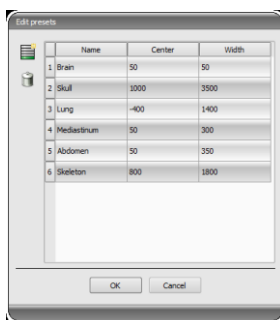 Edit presets
Name Center Width
1 Brain 50 50
2 Skull 1000 3500
3 Lung -400 1400
4 Mediastinum 50 300
5 Abdomen 50 350
6 Skeleton 800 1800
OK Cancel